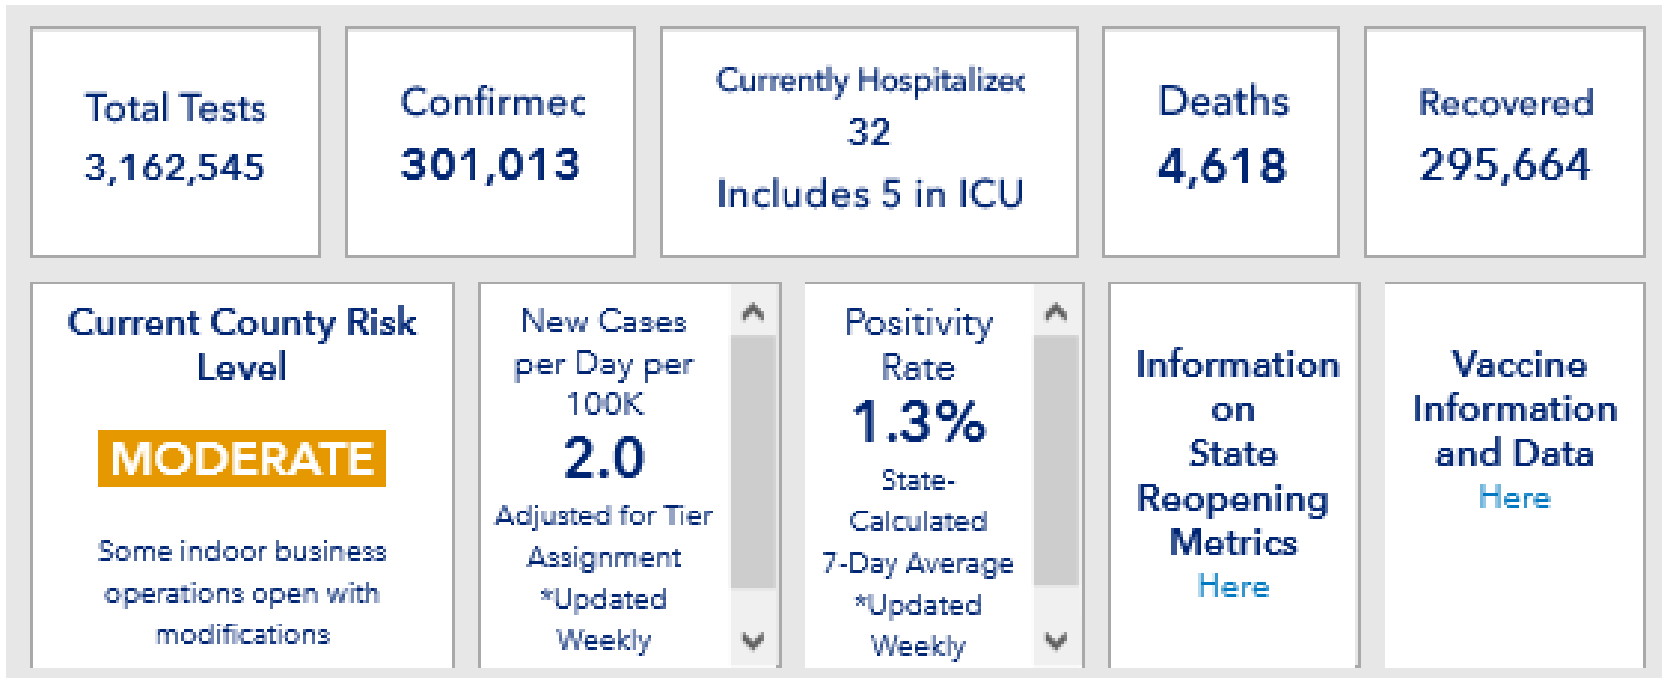 Total Tests
3,162,545
Confirmed
301,013
Currently Hospitalized
32
Includes 5 in ICU
Deaths
4,618
Recovered
295,664
Current County Risk
Level
MODERATE
Some indoor business
operations open with
modifications
New Cases
per Day per
100K
2.0
Adjusted for Tier
Assignment
*Updated
Weekly
Positivity
Rate
1.3%
State-
Calculated
7-Day Average
*Updated
Weekly
Information
on
State
Reopening
Metrics
Here
Vaccine
Information
and Data
Here